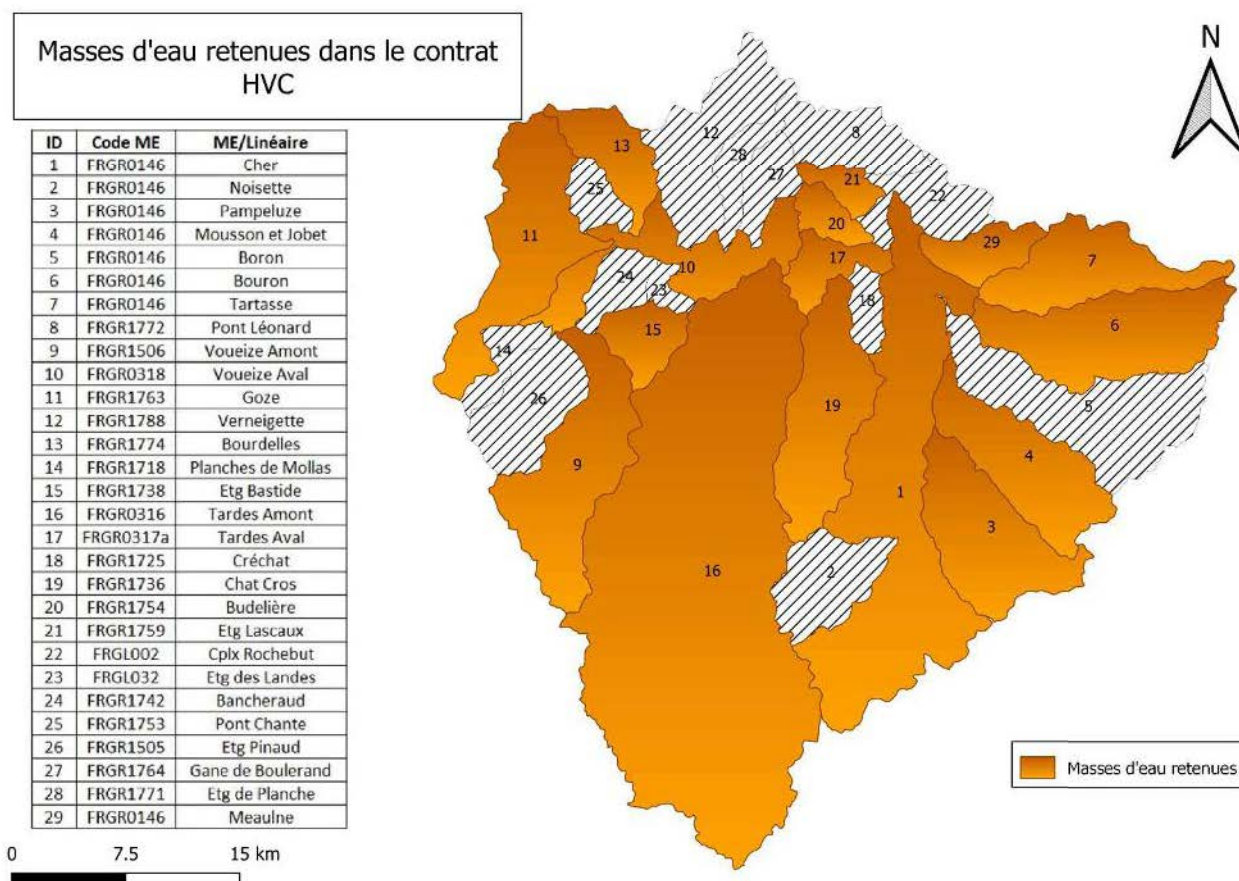 Masses d'eau retenues dans le contrat
HVC
N
ID Code ME ME/Linéaire
1 FRGR0146 Cher
2 FRGR0146 Noisette
3 FRGR0146 Pampeluze
4 FRGR0146 Mousson et Jobet
5 FRGR0146 Boron
6 FRGR0146 Bouron
7 FRGR0146 Tartasse
8 FRGR1772 Pont Léonard
9 FRGR1506 Voueize Amont
10 FRGR0318 Voueize Aval
11 FRGR1763 Goze
12 FRGR1788 Verneigette
13 FRGR1774 Bourdelles
14 FRGR1718 Planches de Mollas
15 FRGR1738 Etg Bastide
16 FRGR0316 Tardes Amont
17 FRGR0317a Tardes Aval
18 FRGR1725 Créchat
19 FRGR1736 Chat Cros
20 FRGR1754 Budelière
21 FRGR1759 Etg Lascaux
22 FRGL002 Cplx Rochebut
23 FRGL032 Etg des Landes
24 FRGR1742 Bancheraud
25 FRGR1753 Pont Chante
26 FRGR1505 Etg Pinaud
27 FRGR1764 Gane de Boulerand
28 FRGR1771 Etg de Planche
29 FRGR0146 Meaulne
0 7.5 15 km
12
8
13
28
27
21
25
22
20
11
29
17
7
10
24
23
18
6
15
14
26
5
19
9
4
1
3
16
2
Masses d'eau retenues